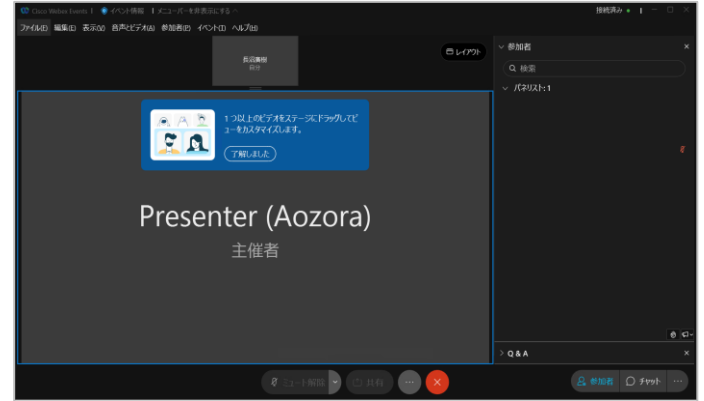 Cisco Webex Events | イベント情報 | メニューバーを非表示にする へ
接続済み
ファイル(F) 編集(E) 表示(V) 音声とビデオ(A) 参加者(P) イベント(I) ヘルプ(H)
自分
レイアウト
1 つ以上のビデオをステージにドラッグしてビ
ューをカスタマイズします。
了解しました
Presenter (Aozora)
主催者
参加者
検索
パネリスト: 1
Q & A
ミュート解除
共有
参加者
チャット